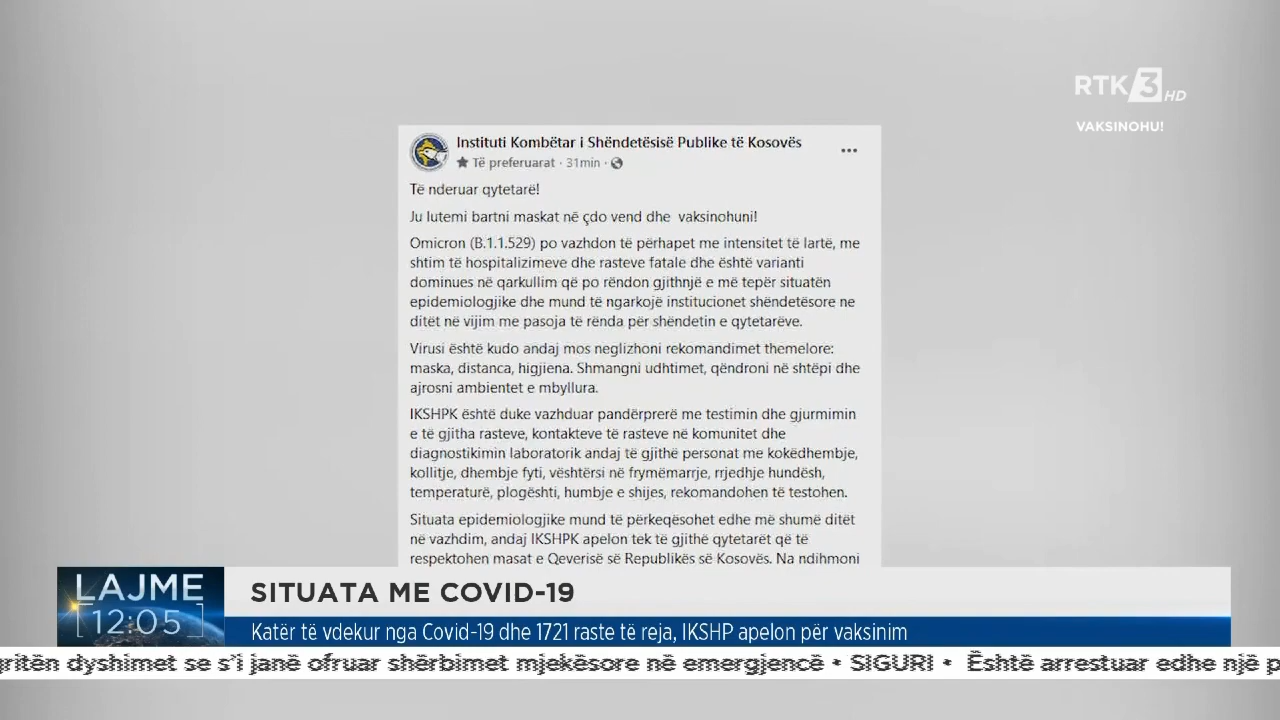 RTK 3 HD
VAKSINOHU!
Instituti Kombëtar i Shëndetësisë Publike të Kosovës
Të preferuarat · 31min ·
Të nderuar qytetarë!
Ju lutemi bartni maskat në çdo vend dhe vaksinohuni!
Omicron (B.1.1.529) po vazhdon të përhapet me intensitet të lartë, me
shtim të hospitalizimeve dhe rasteve fatale dhe është varianti
dominues në qarkullim që po rëndon gjithnjë e më tepër situatën
epidemiologjike dhe mund të ngarkojë institucionet shëndetësore ne
ditët në vijim me pasoja të rënda për shëndetin e qytetarëve.
Virusi është kudo andaj mos neglizhoni rekomandimet themelore:
maska, distanca, higjiena. Shmangni udhtimet, qëndroni në shtëpi dhe
ajrosni ambientet e mbyllura.
IKSHPK është duke vazhduar pandërprerë me testimin dhe gjurmimin
e të gjitha rasteve, kontakteve të rasteve në komunitet dhe
diagnostikimin laboratorik andaj të gjithë personat me kokëdhembje,
kollitje, dhembje fyti, vështërsi në frymëmarrje, rrjedhje hundësh,
temperaturë, plogështi, humbje e shijes, rekomandohen të testohen.
Situata epidemiologjike mund të përkeqësohet edhe më shumë ditët
në vazhdim, andaj IKSHPK apelon tek të gjithë qytetarët që të
respektohen masat e Qeverisë së Republikës së Kosovës. Na ndihmoni
LAJME
12:05
SITUATA ME COVID-19
Katër të vdekur nga Covid-19 dhe 1721 raste të reja, IKSHP apelon për vaksinim
gritën dyshimet se s'i janë ofruar shërbimet mjekësore në emergjencë • SIGURI • Është arrestuar edhe një p